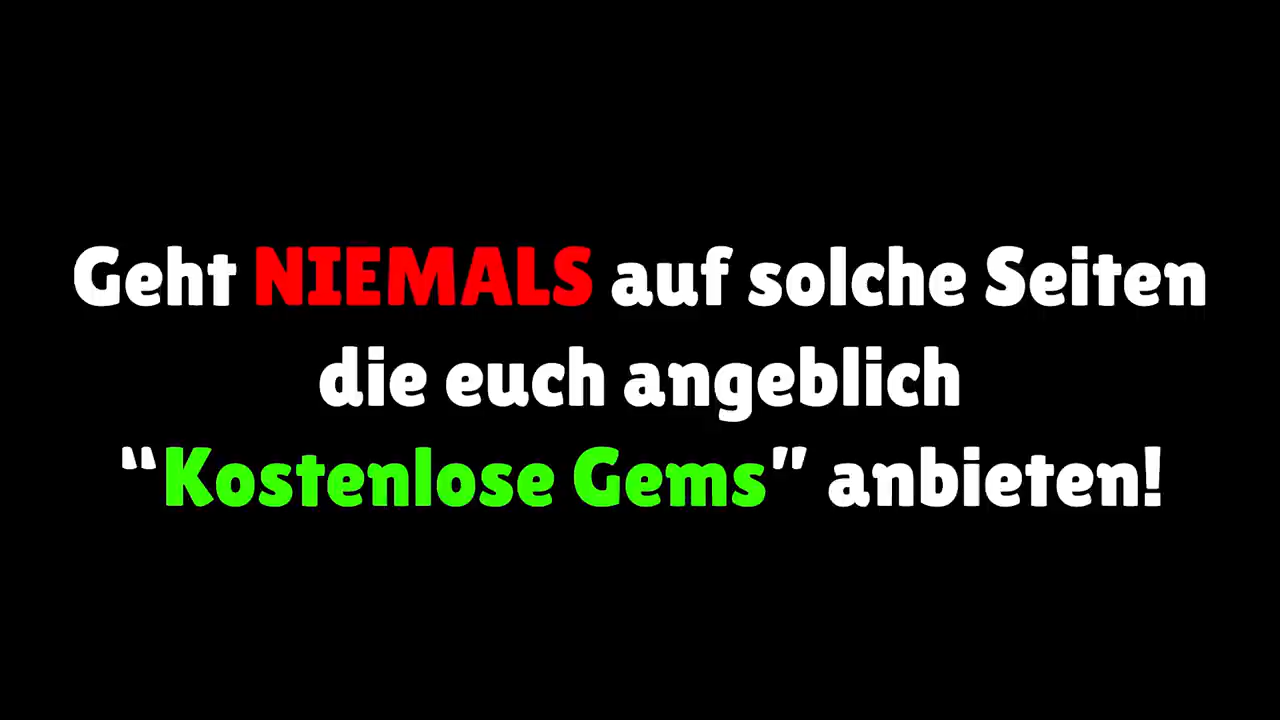 Geht NIEMALS auf solche Seiten
die euch angeblich
“Kostenlose Gems” anbieten!